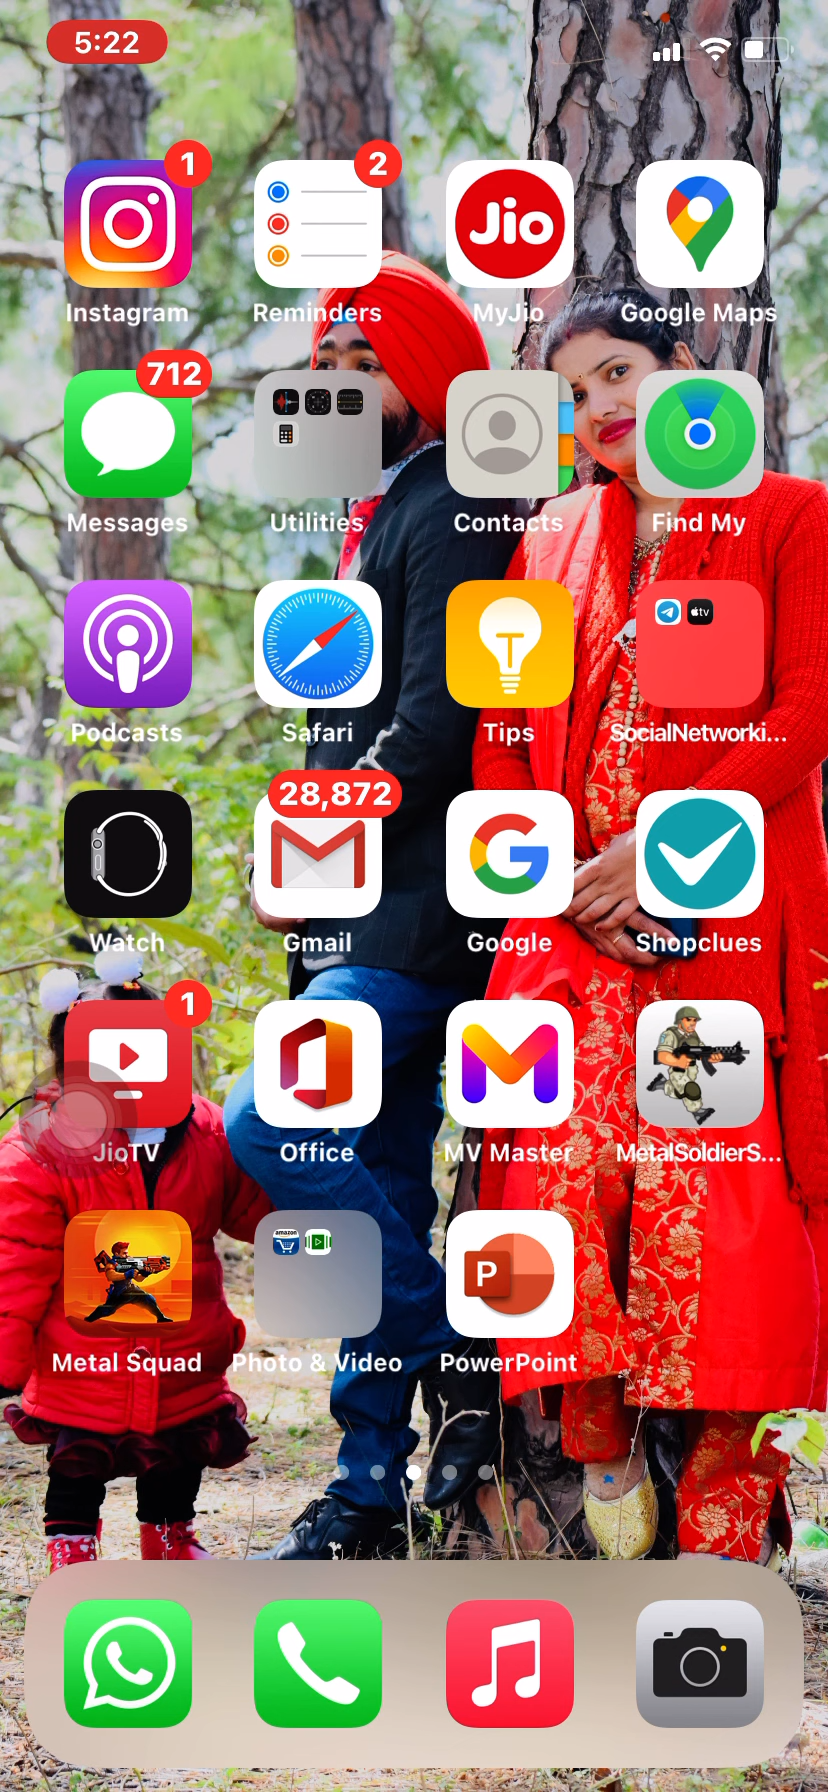 5:22
1
2
Jio
Instagram
Reminders
MyJio
Google Maps
712
Messages
Utilities
Contacts
Find My
tv
Podcasts
Safari
Tips
SocialNetworki...
28,872
Watch
Gmail
Google
Shopclues
1
JioTV
Office
MV Master
MetalSoldierS...
amazon
P
Metal Squad
Photo & Video
PowerPoint